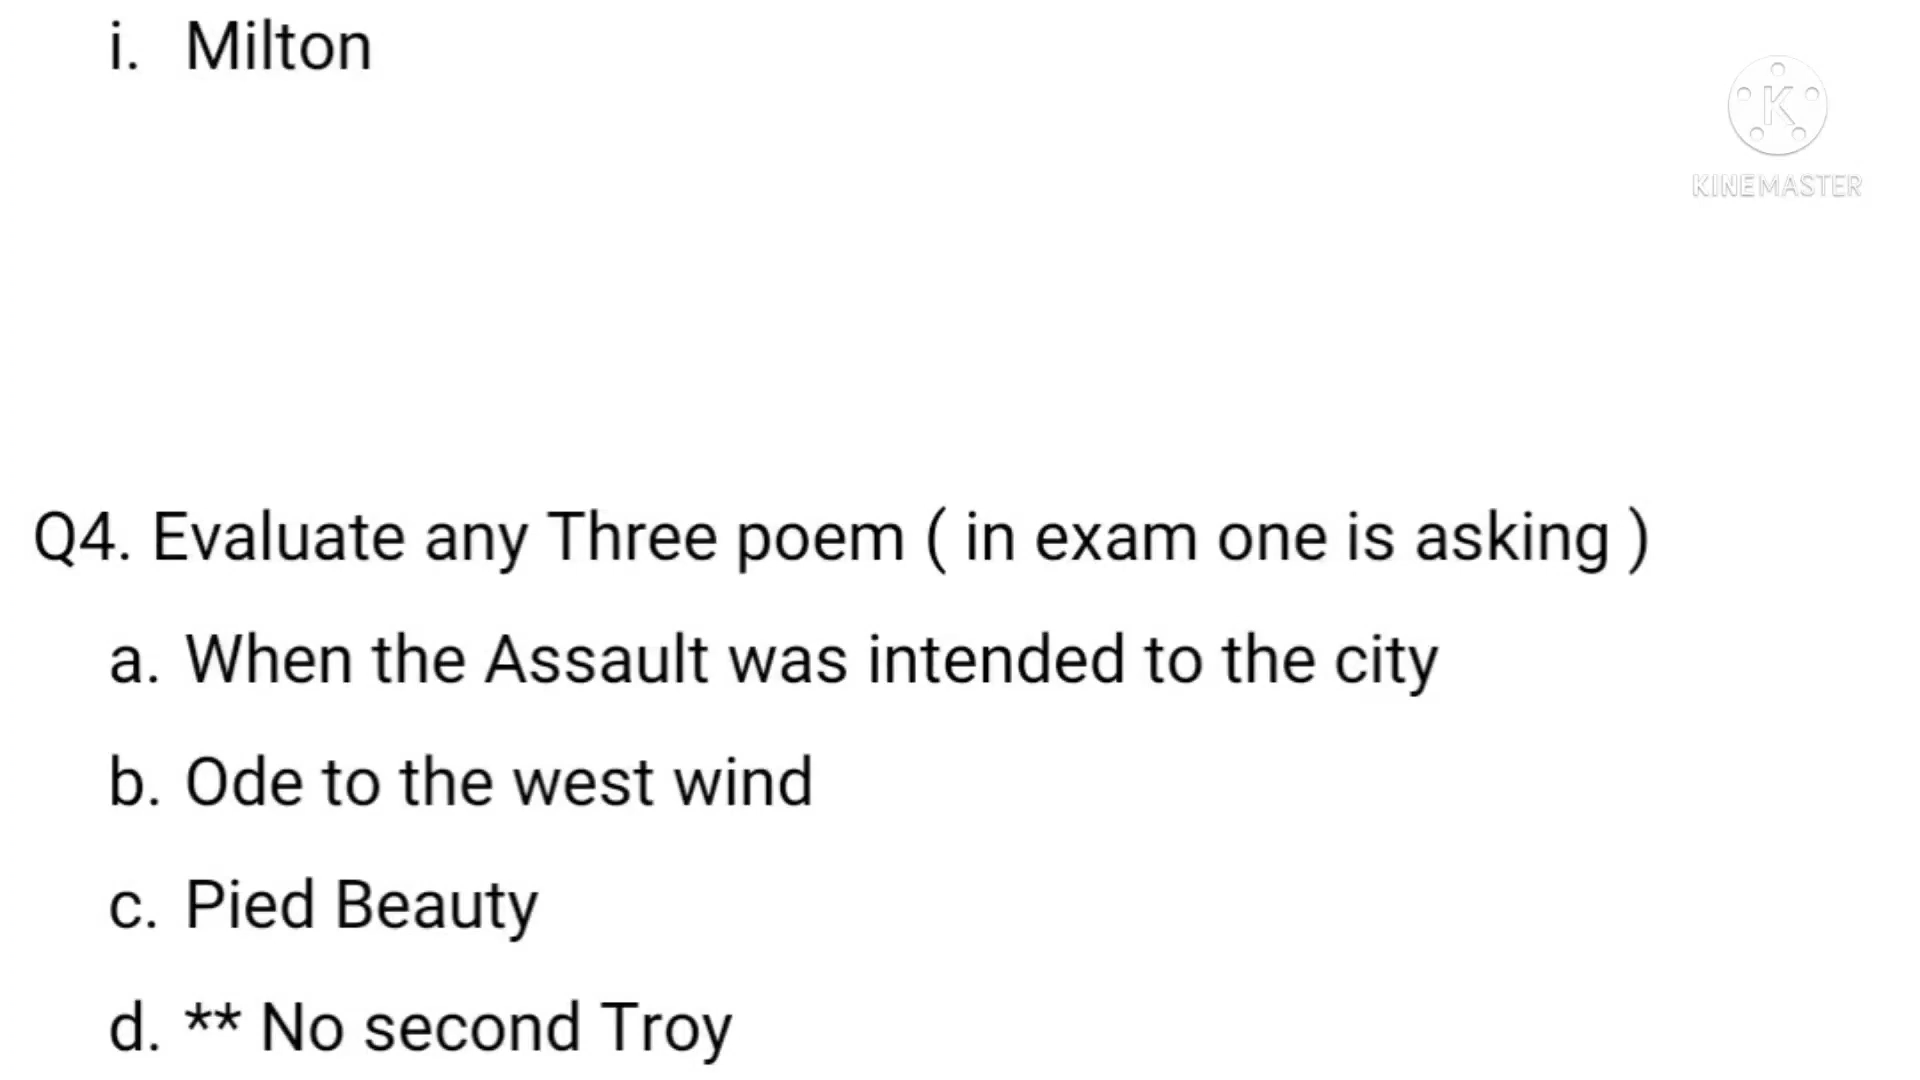 i. Milton
KINEMASTER
Q4. Evaluate any Three poem ( in exam one is asking )
a. When the Assault was intended to the city
b. Ode to the west wind
c. Pied Beauty
d. ** No second Troy